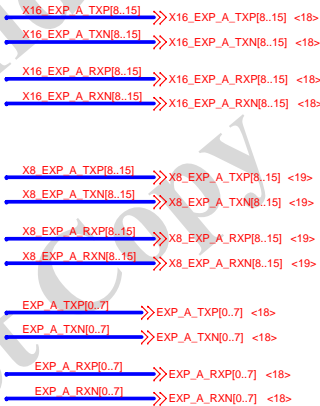 X16_EXP_A_TXP[8..15] X16_EXP_A_TXP[8..15] <18>
X16_EXP_A_TXN[8..15] X16_EXP_A_TXN[8..15] <18>
X16_EXP_A_RXP[8..15] X16_EXP_A_RXP[8..15] <18>
X16_EXP_A_RXN[8..15] X16_EXP_A_RXN[8..15] <18>
X8_EXP_A_TXP[8..15] X8_EXP_A_TXP[8..15] <19>
X8_EXP_A_TXN[8..15] X8_EXP_A_TXN[8..15] <19>
X8_EXP_A_RXP[8..15] X8_EXP_A_RXP[8..15] <19>
X8_EXP_A_RXN[8..15] X8_EXP_A_RXN[8..15] <19>
EXP_A_TXP[0..7] EXP_A_TXP[0..7] <18>
EXP_A_TXN[0..7] EXP_A_TXN[0..7] <18>
EXP_A_RXP[0..7] EXP_A_RXP[0..7] <18>
EXP_A_RXN[0..7] EXP_A_RXN[0..7] <18>
Copy